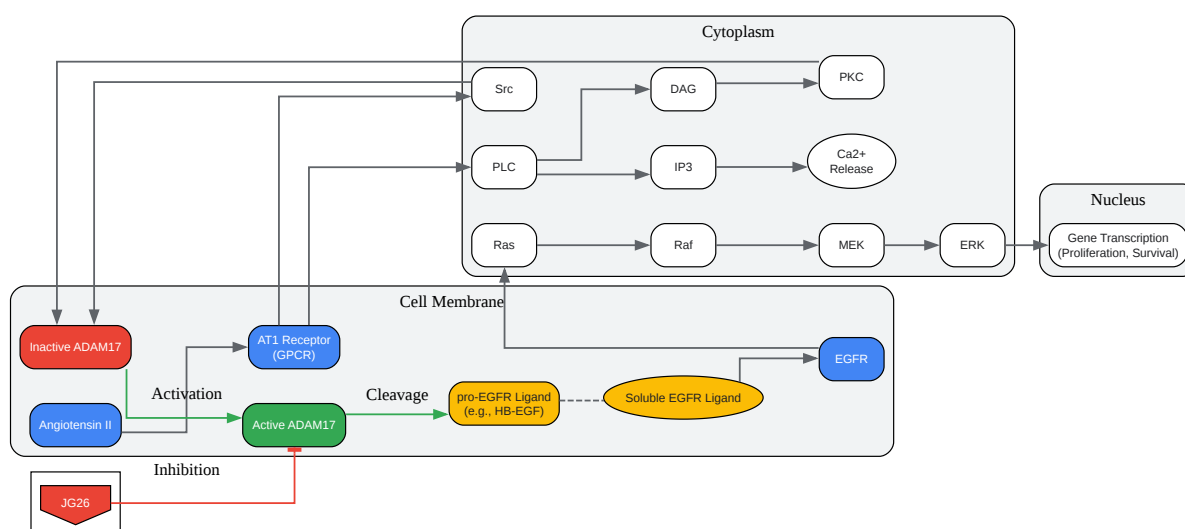 Cytoplasm
PKC
Src
DAG
PLC
IP3
Ca2+
Release
Nucleus
Ras
Raf
MEK
ERK
Gene Transcription
(Proliferation, Survival)
Cell Membrane
Inactive ADAM17
AT1 Receptor
(GPCR)
EGFR
Activation
Cleavage
pro-EGFR Ligand
(e.g., HB-EGF)
Soluble EGFR Ligand
Angiotensin II
Active ADAM17
Inhibition
JG26